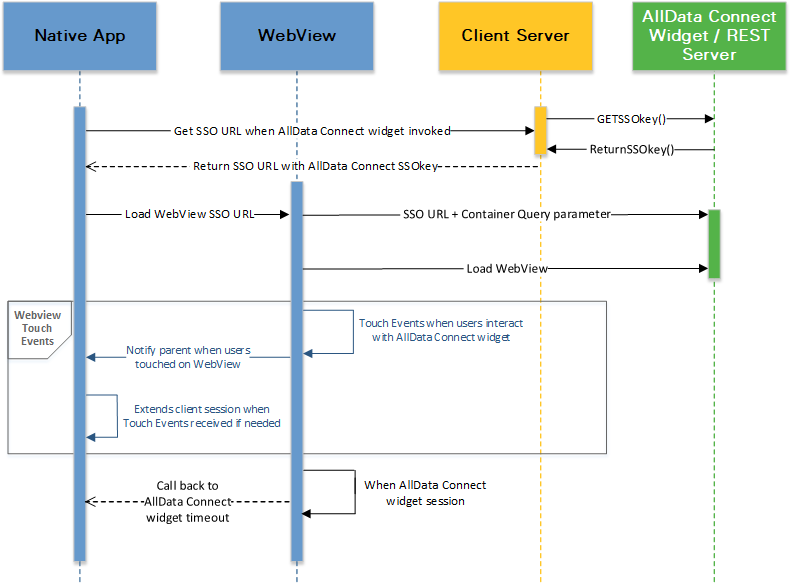 Native App
WebView
Client Server
AllData Connect
Widget / REST
Server
GETSSOkey()
Get SSO URL when AllData Connect widget invoked
ReturnSSOkey()
Return SSO URL with AllData Connect SSOkey
Load WebView SSO URL
SSO URL + Container Query parameter
Load WebView
Webview
Touch
Events
Touch Events when users interact
with AllData Connect widget
Notify parent when users
touched on WebView
Extends client session when
Touch Events received if needed
Call back to
AllData Connect
widget timeout
When AllData Connect
widget session